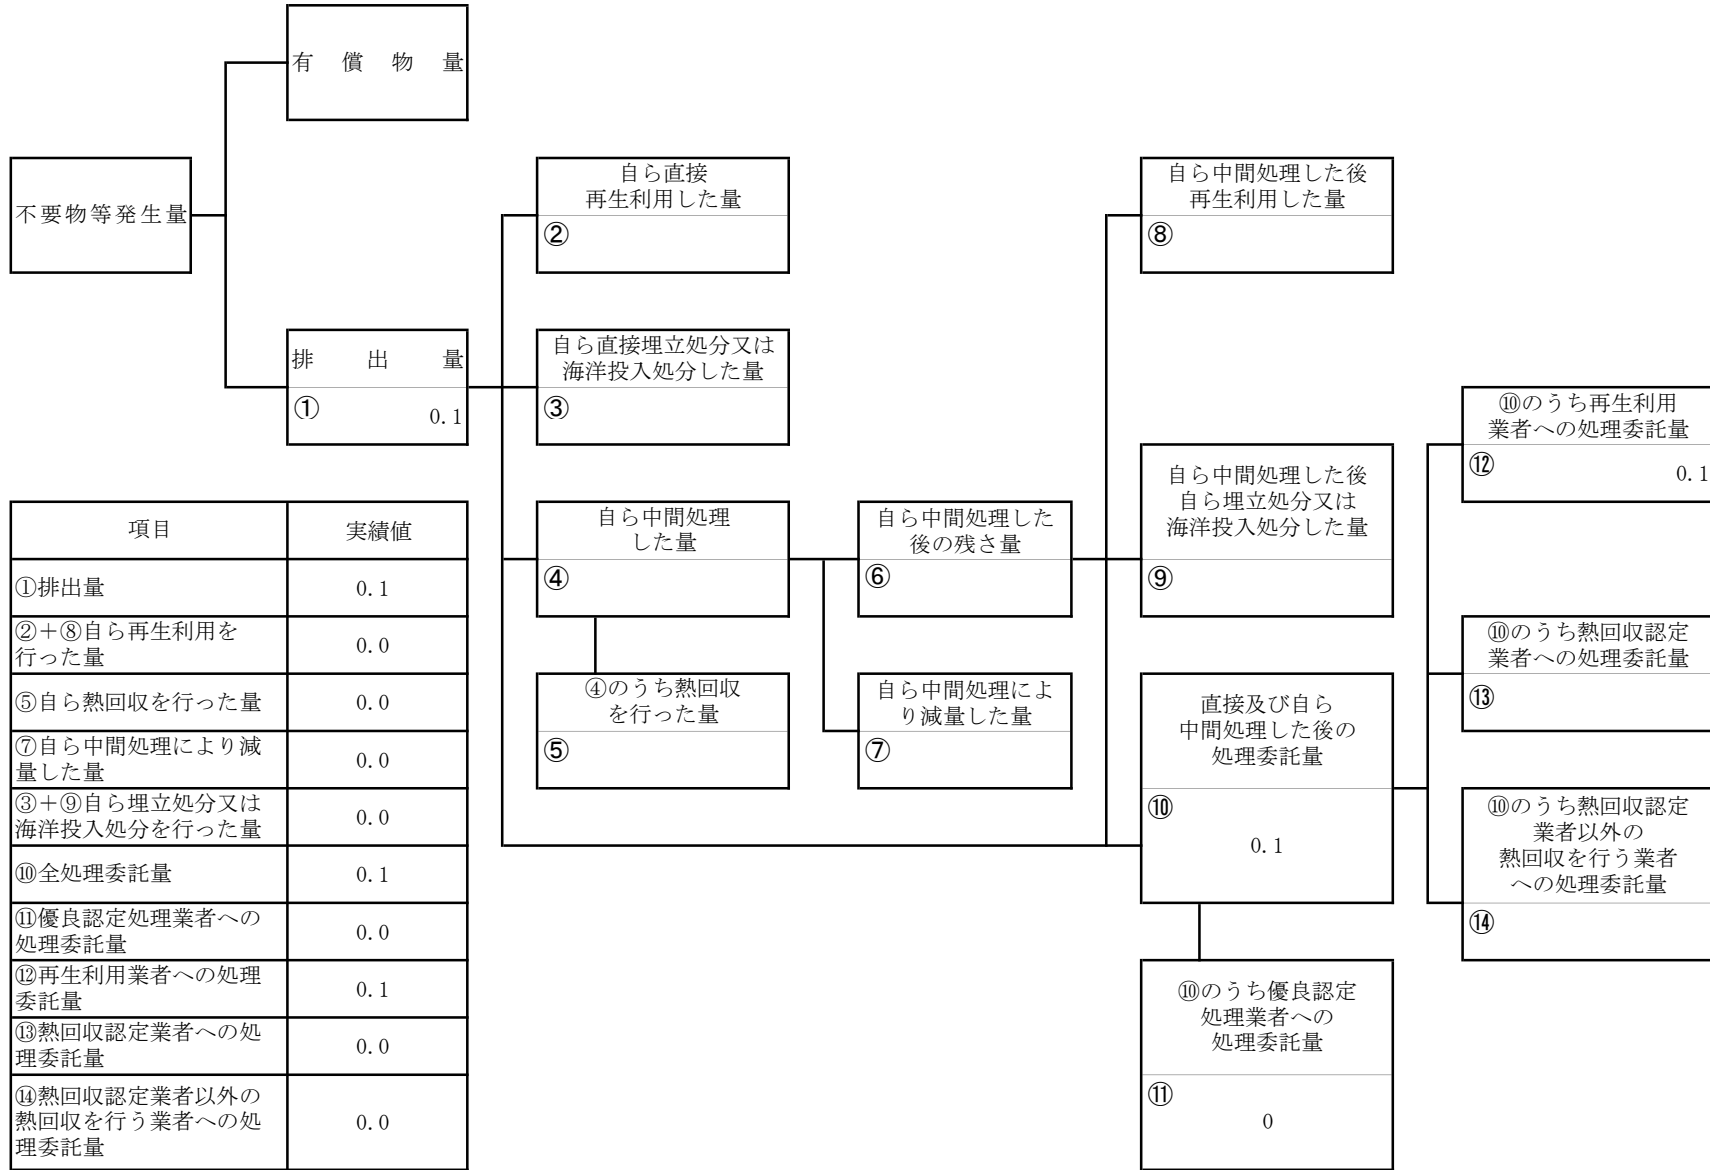 有償物量
不要物等発生量
排出量
①
0.1
自ら直接
再生利用した量
②
自ら直接埋立処分又は
海洋投入処分した量
③
自ら中間処理
した量
④
④のうち熱回収
を行った量
⑤
自ら中間処理した
後の残さ量
⑥
自ら中間処理によ
り減量した量
⑦
自ら中間処理した後
再生利用した量
⑧
自ら中間処理した後
自ら埋立処分又は
海洋投入処分した量
⑨
直接及び自ら
中間処理した後の
処理委託量
⑩
0.1
⑩のうち優良認定
処理業者への
処理委託量
⑪
0
⑩のうち再生利用
業者への処理委託量
⑫
0.1
⑩のうち熱回収認定
業者への処理委託量
⑬
⑩のうち熱回収認定
業者以外の
熱回収を行う業者
への処理委託量
⑭
項目 実績値
①排出量 0.1
②＋⑧自ら再生利用を
行った量 0.0
⑤自ら熱回収を行った量 0.0
⑦自ら中間処理により減
量した量 0.0
③＋⑨自ら埋立処分又は
海洋投入処分を行った量 0.0
⑩全処理委託量 0.1
⑪優良認定処理業者への
処理委託量 0.0
⑫再生利用業者への処理
委託量 0.1
⑬熱回収認定業者への処
理委託量 0.0
⑭熱回収認定業者以外の
熱回収を行う業者への処
理委託量 0.0